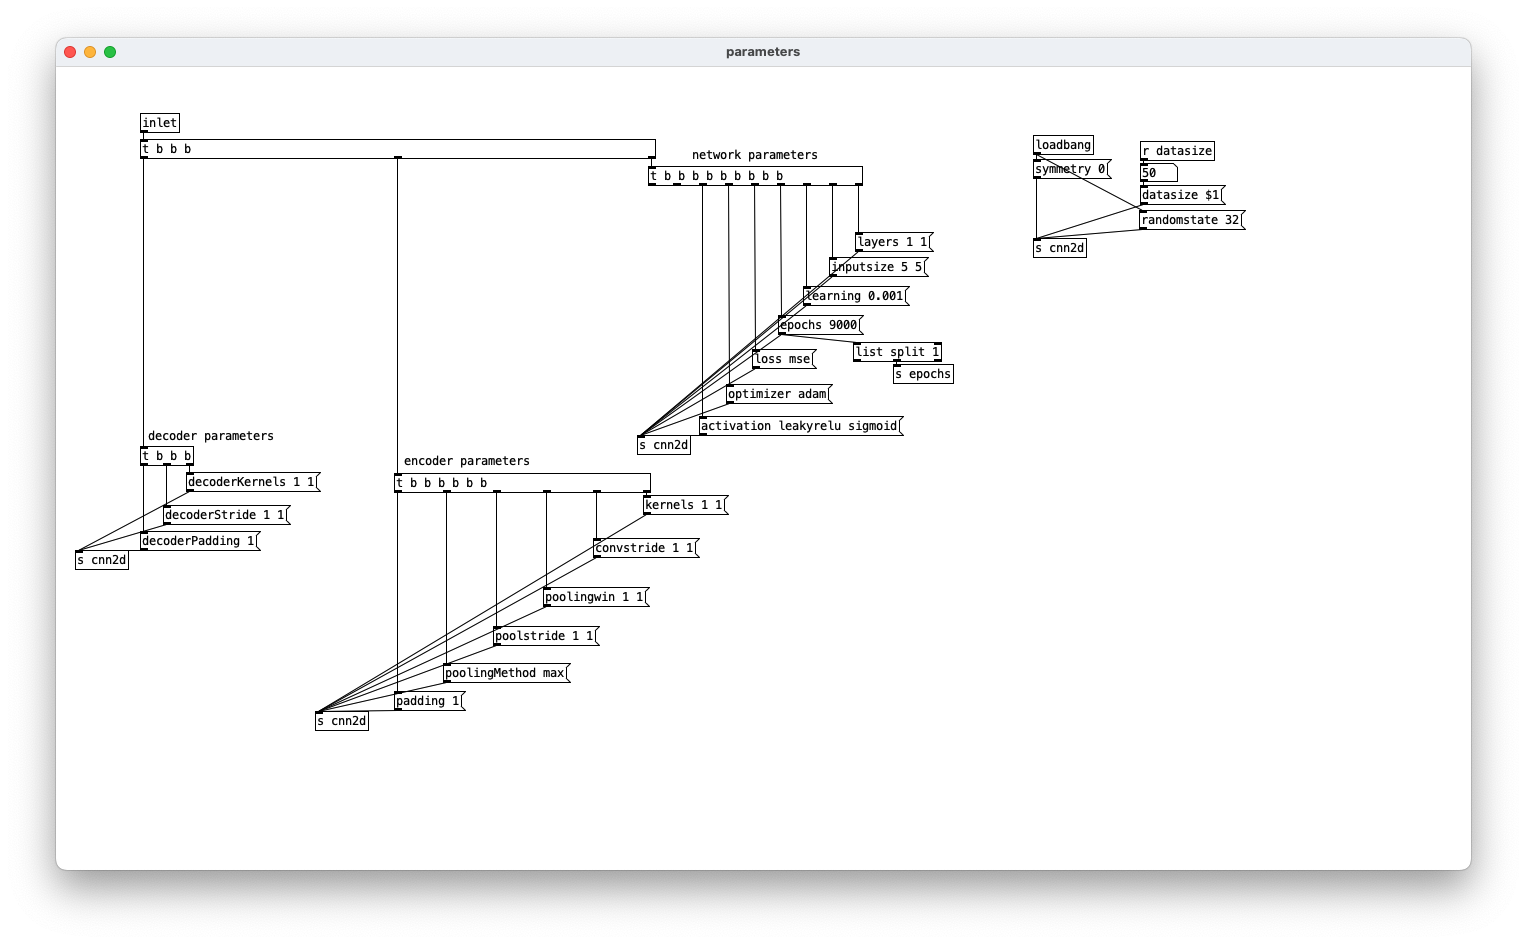 parameters
inlet
t b b b
network parameters
t b b b b b b b b b
loadbang
r datasize
symmetry 0
50
datasize $1
randomstate 32
s cnn2d
layers 1 1
inputsize 5 5
learning 0.001
epochs 9000
list split 1
loss mse
s epochs
optimizer adam
activation leakyrelu sigmoid
s cnn2d
decoder parameters
t b b b
decoderKernels 1 1
decoderStride 1 1
decoderPadding 1
s cnn2d
encoder parameters
t b b b b b b
kernels 1 1
convstride 1 1
poolingwin 1 1
poolstride 1 1
poolingMethod max
padding 1
s cnn2d